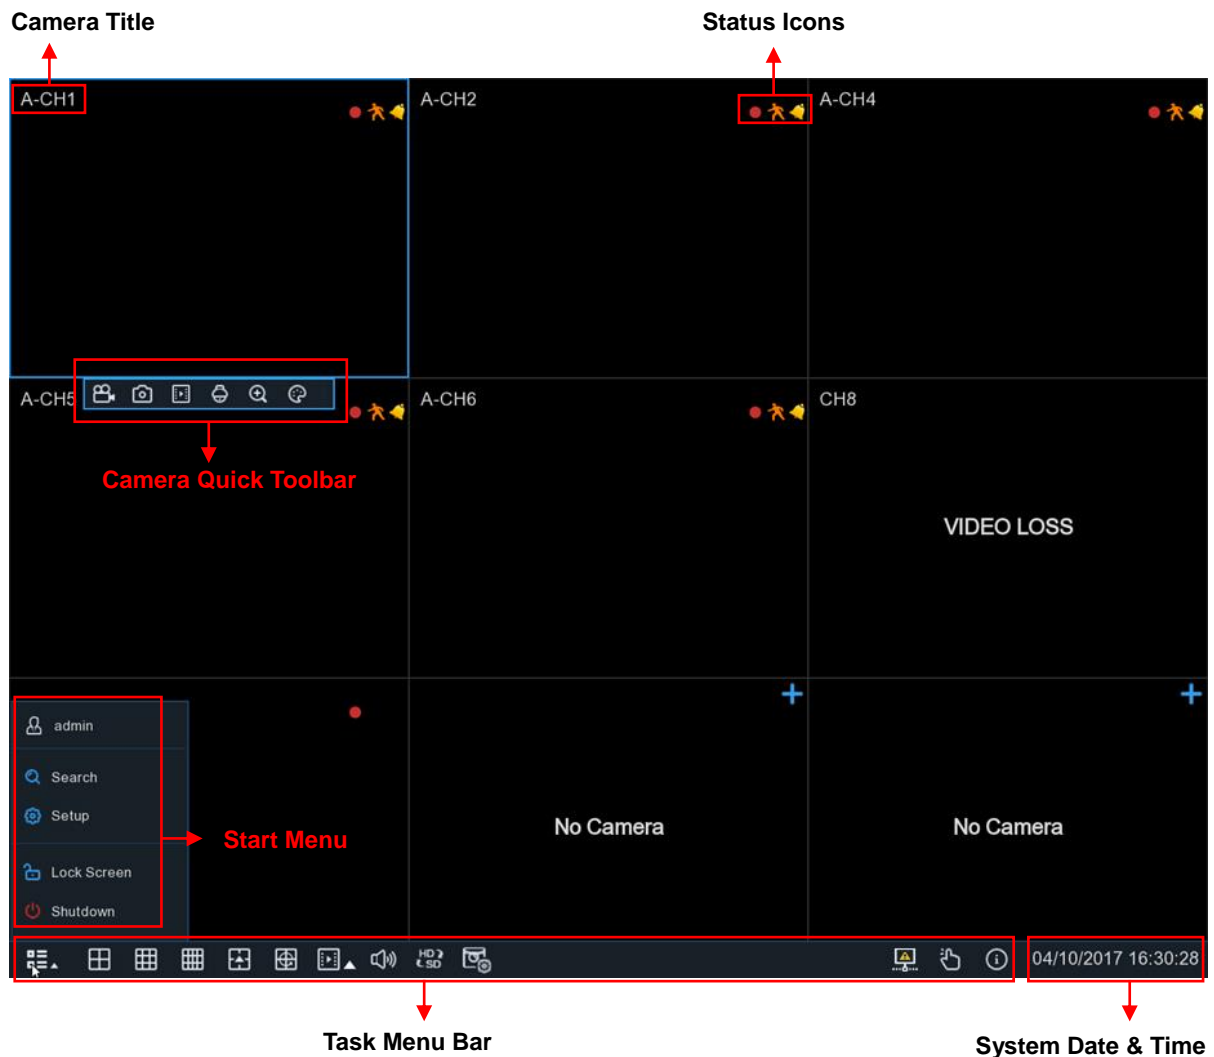 Camera Title
Status Icons
A-CH1
A-CH2
A-CH4
A-CH5
A-CH6
CH8
Camera Quick Toolbar
VIDEO LOSS
admin
Search
Setup
Start Menu
No Camera
No Camera
Lock Screen
Shutdown
HD
SD
04/10/2017 16:30:28
Task Menu Bar
System Date & Time